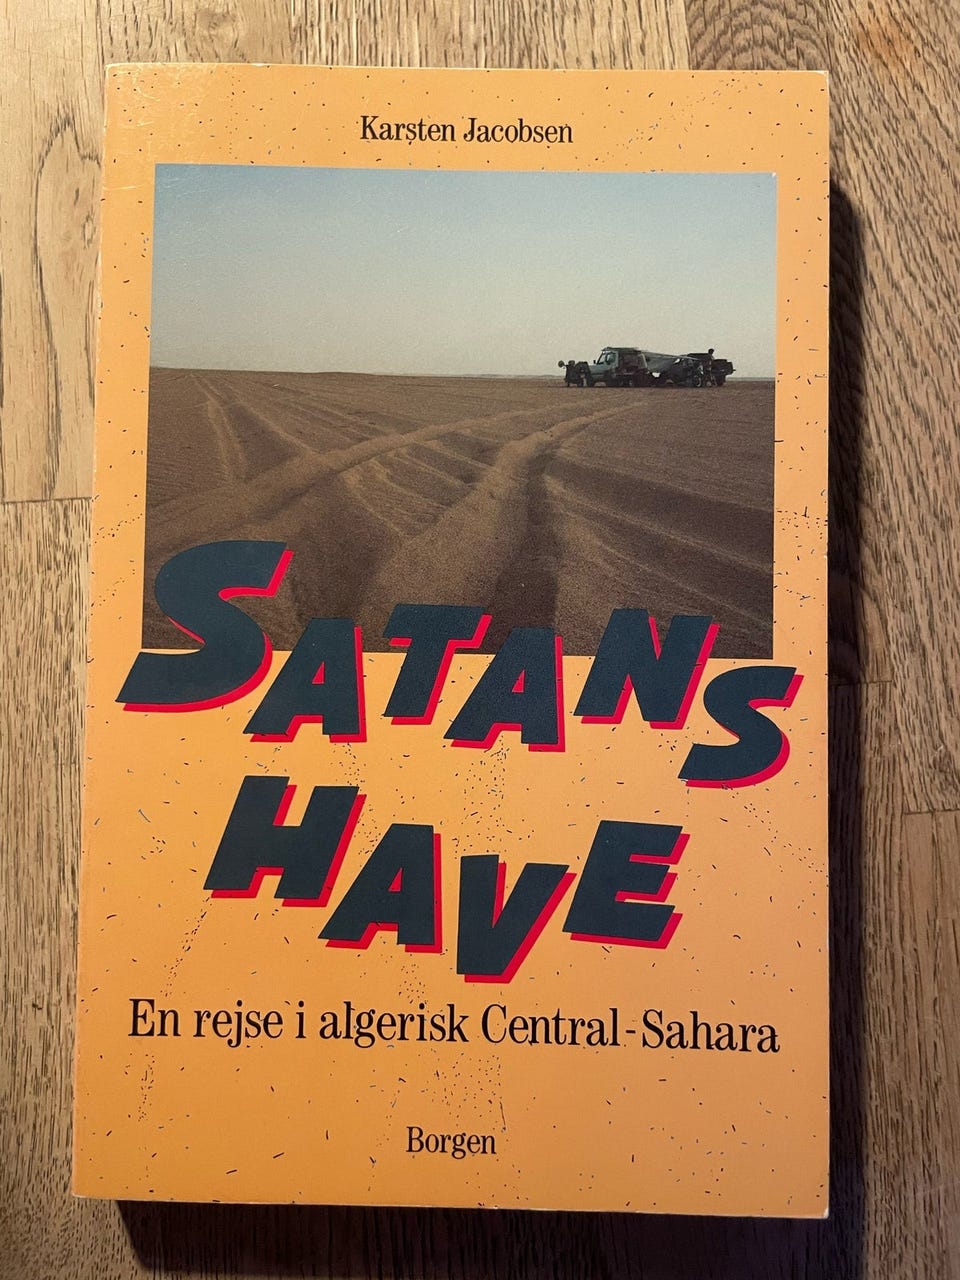 Karsten Jacobsen
SATANS
HAVE
En rejse i algerisk Central-Sahara
Borgen